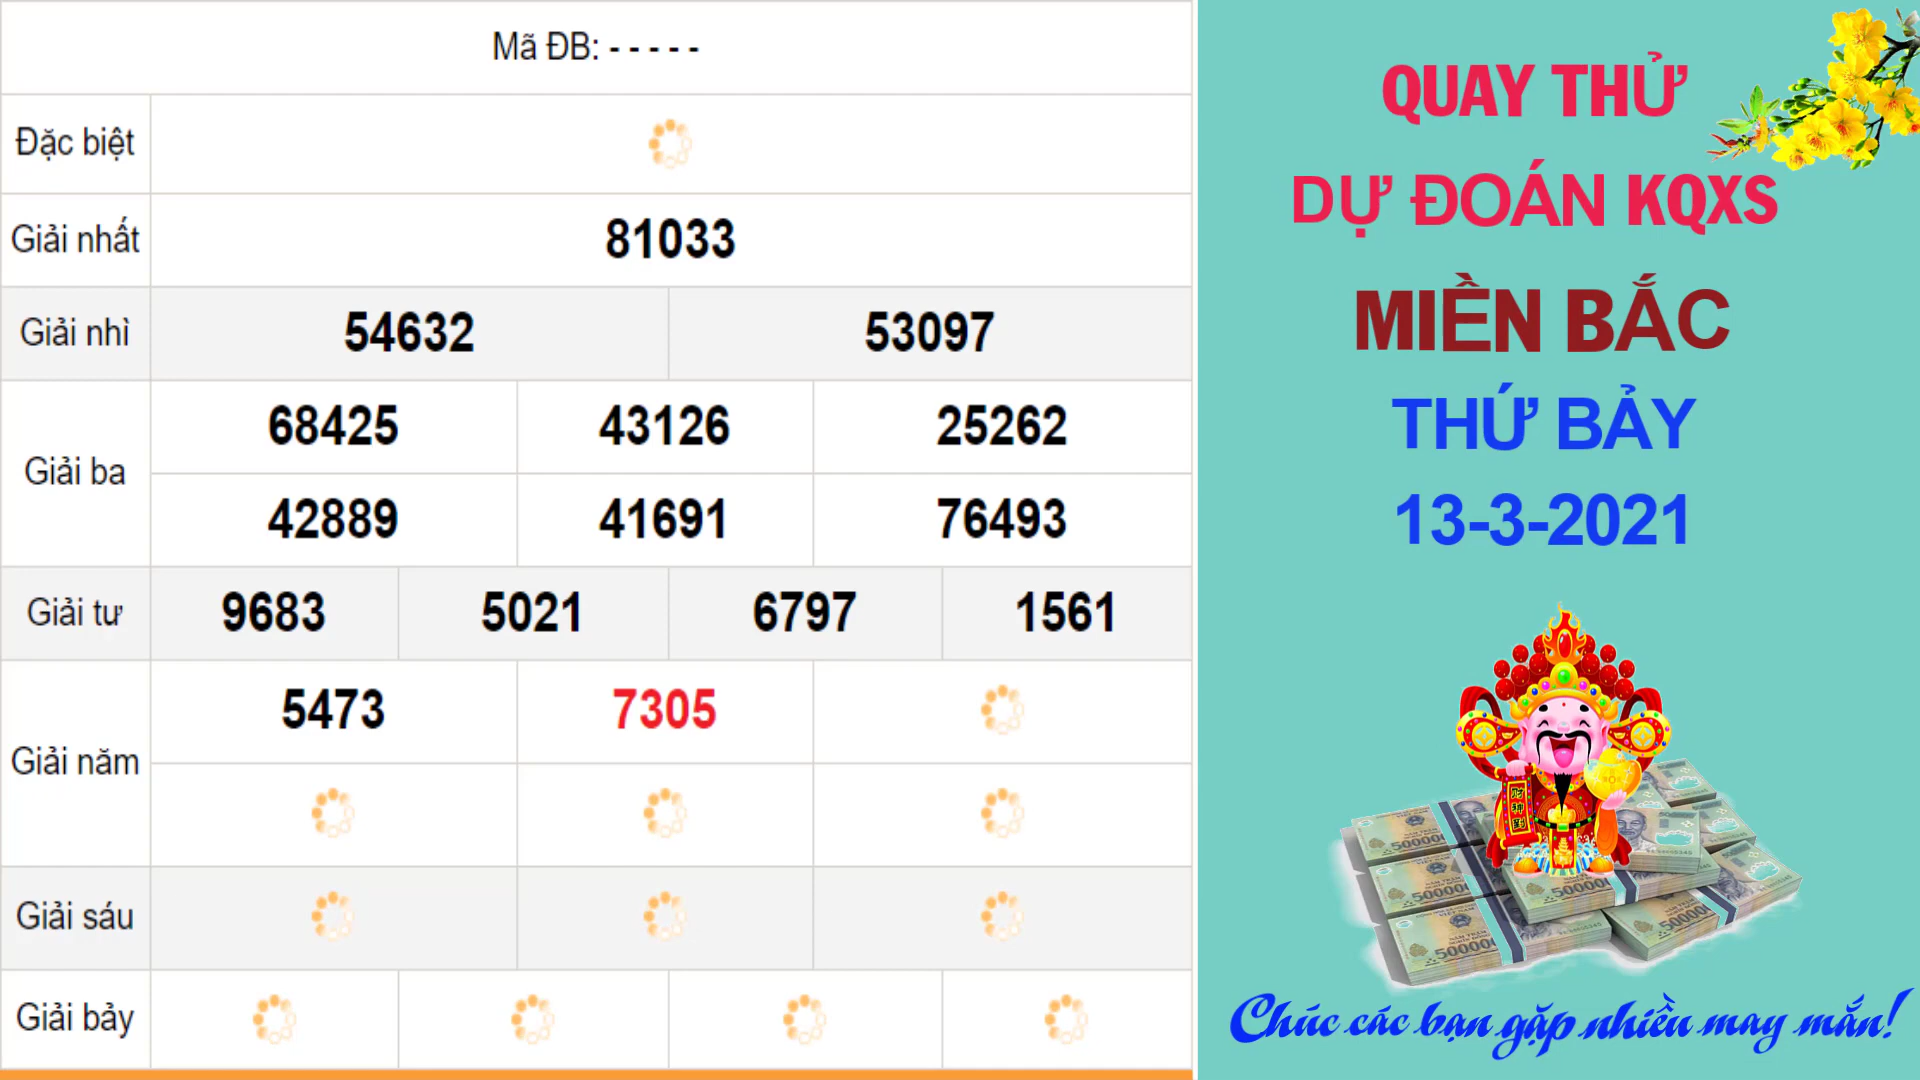 Mã ĐB: - - - - -
Đặc biệt
Giải nhất
81033
Giải nhì
54632 53097
Giải ba
68425 43126 25262
42889 41691 76493
Giải tư
9683 5021 6797 1561
Giải năm
5473 7305
Giải sáu
Giải bảy
QUAY THỬ
DỰ ĐOÁN KQXS
MIỀN BẮC
THỨ BẢY
13-3-2021
Chúc các bạn gặp nhiều may mắn!